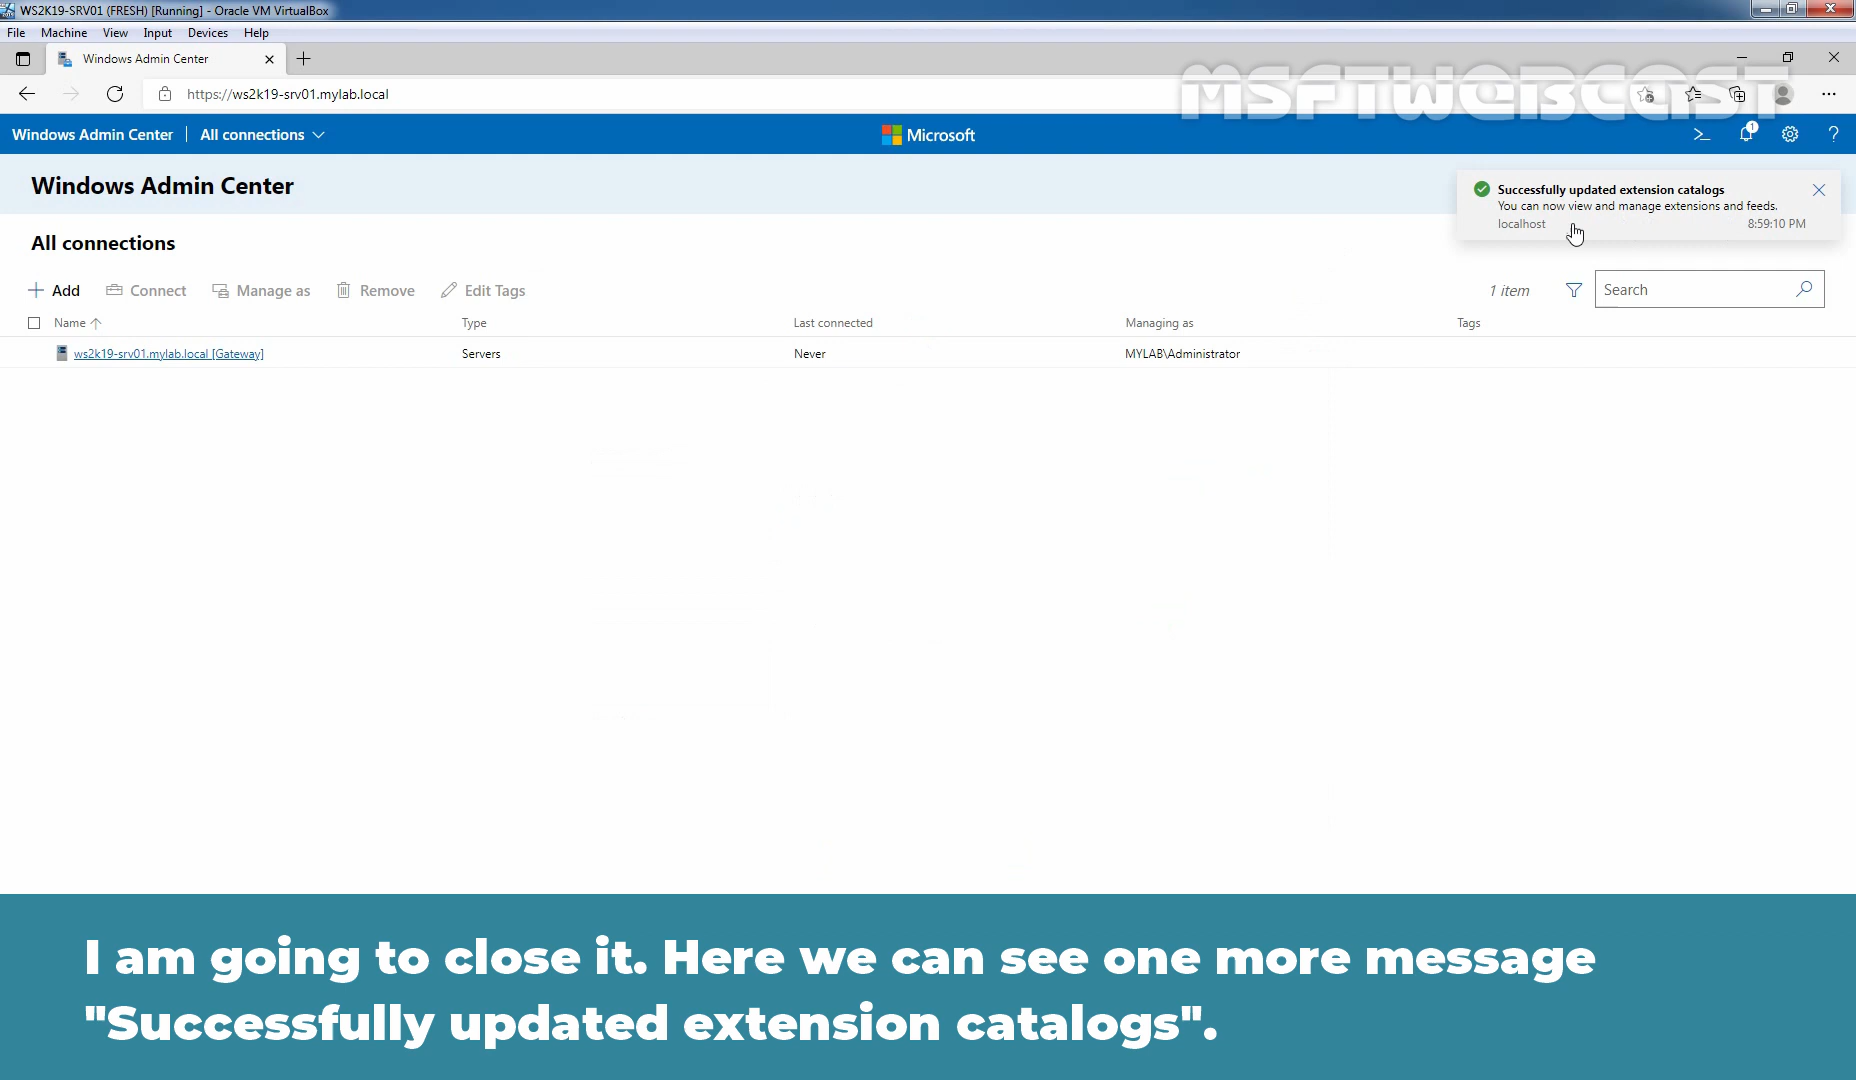 WS2K19-SRV01 (FRESH) [Running] - Oracle VM VirtualBox
File Machine View Input Devices Help
Windows Admin Center
https://ws2k19-srv01.mylab.local
MSFTWEBCAST
Windows Admin Center | All connections
Microsoft
1
?
Windows Admin Center
Successfully updated extension catalogs
You can now view and manage extensions and feeds.
localhost 8:59:10 PM
All connections
Add Connect Manage as Remove Edit Tags 1 item Search
Name Type Last connected Managing as Tags
ws2k19-srv01.mylab.local [Gateway] Servers Never MYLAB\Administrator
I am going to close it. Here we can see one more message
"Successfully updated extension catalogs".